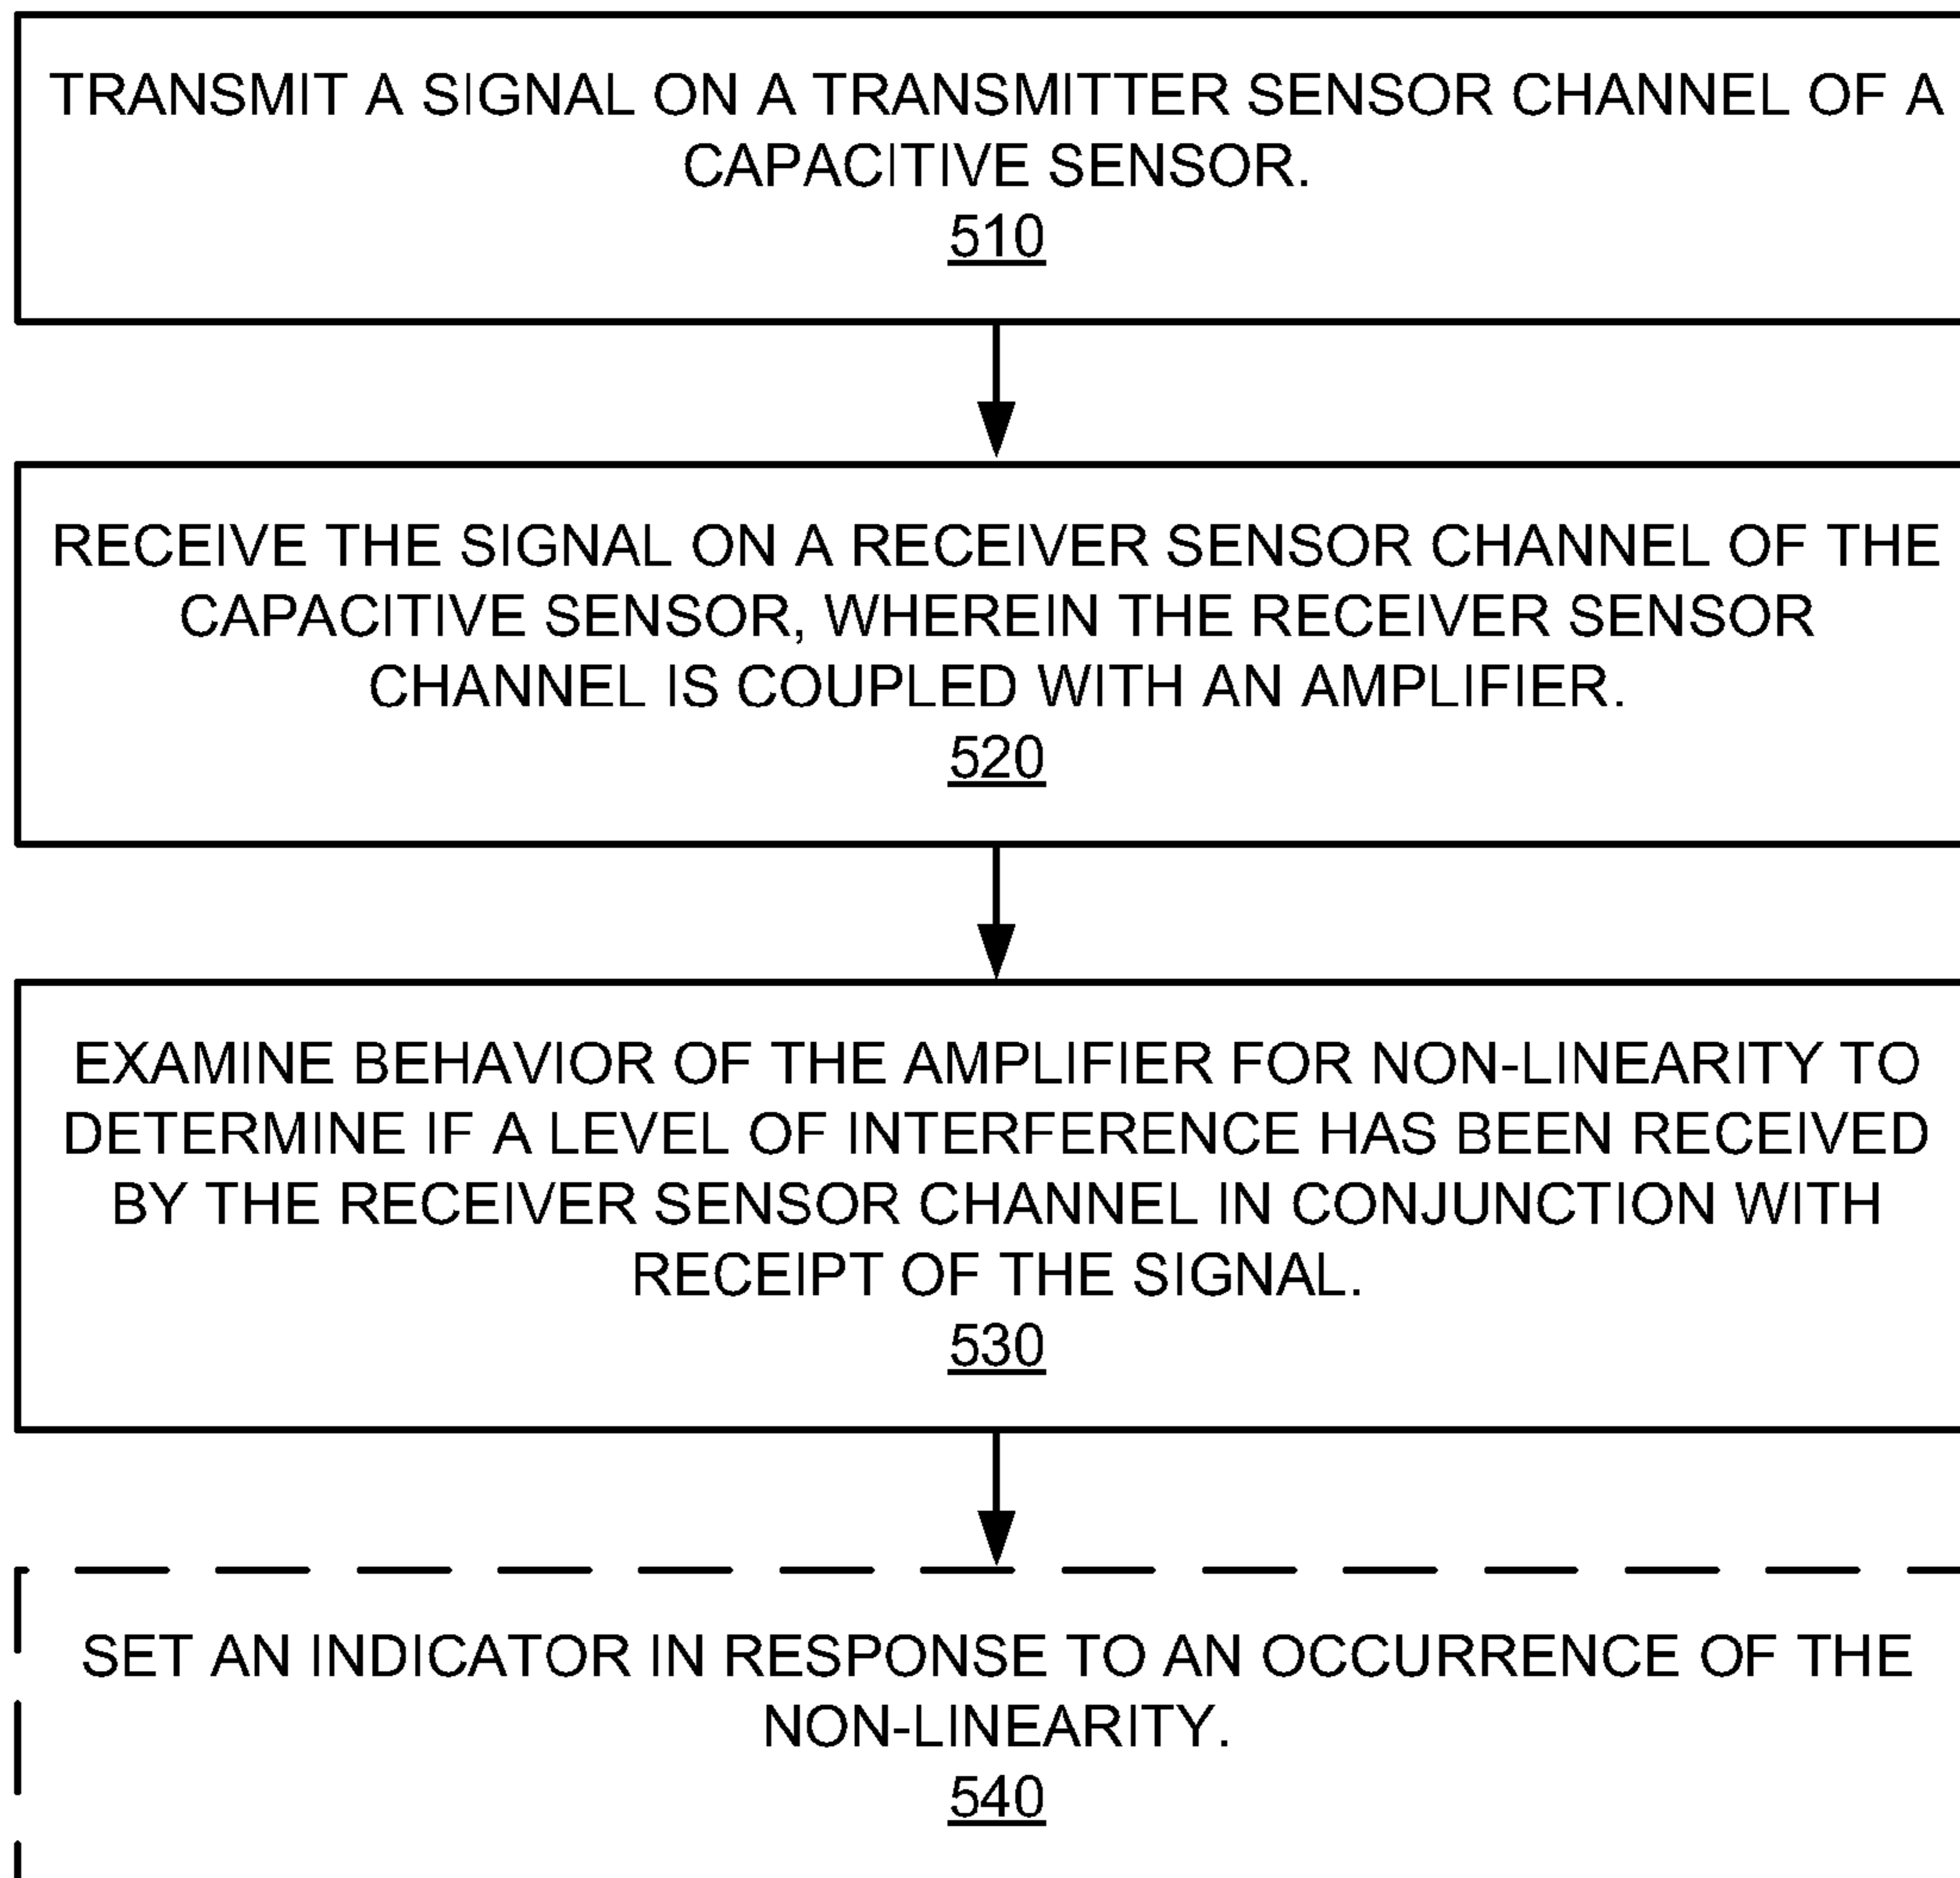 TRANSMIT A SIGNAL ON A TRANSMITTER SENSOR CHANNEL OF A
CAPACITIVE SENSOR.
510
RECEIVE THE SIGNAL ON A RECEIVER SENSOR CHANNEL OF THE
CAPACITIVE SENSOR, WHEREIN THE RECEIVER SENSOR
CHANNEL IS COUPLED WITH AN AMPLIFIER.
520
EXAMINE BEHAVIOR OF THE AMPLIFIER FOR NON-LINEARITY TO
DETERMINE IF A LEVEL OF INTERFERENCE HAS BEEN RECEIVED
BY THE RECEIVER SENSOR CHANNEL IN CONJUNCTION WITH
RECEIPT OF THE SIGNAL.
530
SET AN INDICATOR IN RESPONSE TO AN OCCURRENCE OF THE
NON-LINEARITY.
540